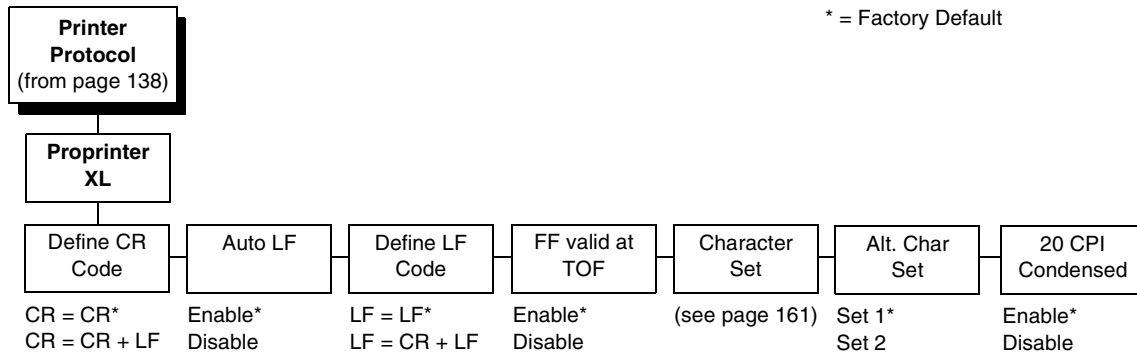 Printer
Protocol
(from page 138)
* = Factory Default
Proprinter
XL
Define CR
Code
Auto LF
Define LF
Code
FF valid at
TOF
Character
Set
Alt. Char
Set
20 CPI
Condensed
CR = CR*
CR = CR + LF
Enable*
Disable
LF = LF*
LF = CR + LF
Enable*
Disable
(see page 161)
Set 1*
Set 2
Enable*
Disable